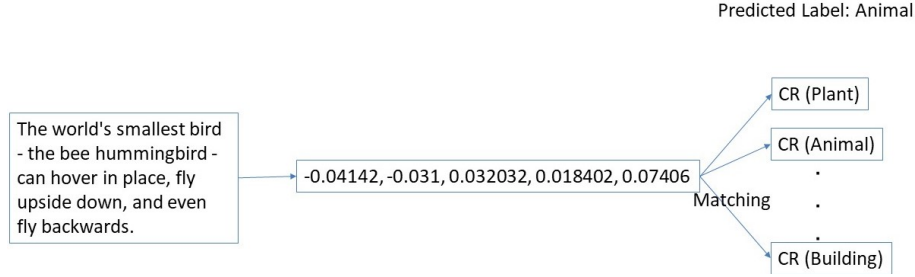 Predicted Label: Animal
CR (Plant)
The world's smallest bird
- the bee hummingbird -
can hover in place, fly
upside down, and even
fly backwards.
-0.04142, -0.031, 0.032032, 0.018402, 0.07406
CR (Animal)
Matching
.
.
.
CR (Building)